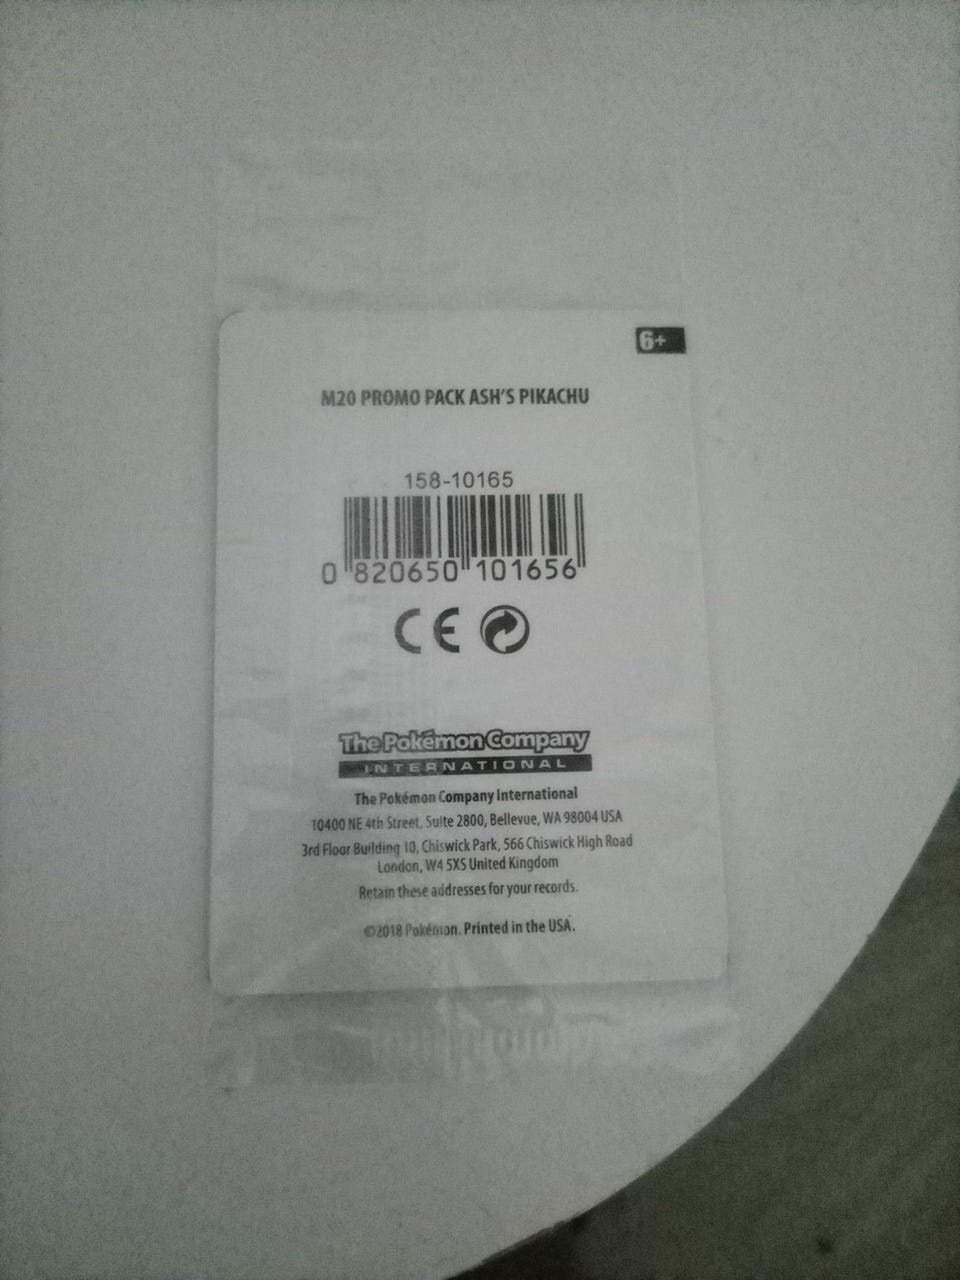 6+
M20 PROMO PACK ASH'S PIKACHU
158-10165
0 820650 101656
CE
The Pokémon Company
INTERNATIONAL
The Pokémon Company International
10400 NE 4th Street, Suite 2800, Bellevue, WA 98004 USA
3rd Floor Building 10, Chiswick Park, 566 Chiswick High Road
London, W4 5XS United Kingdom
Retain these addresses for your records.
©2018 Pokémon. Printed in the USA.